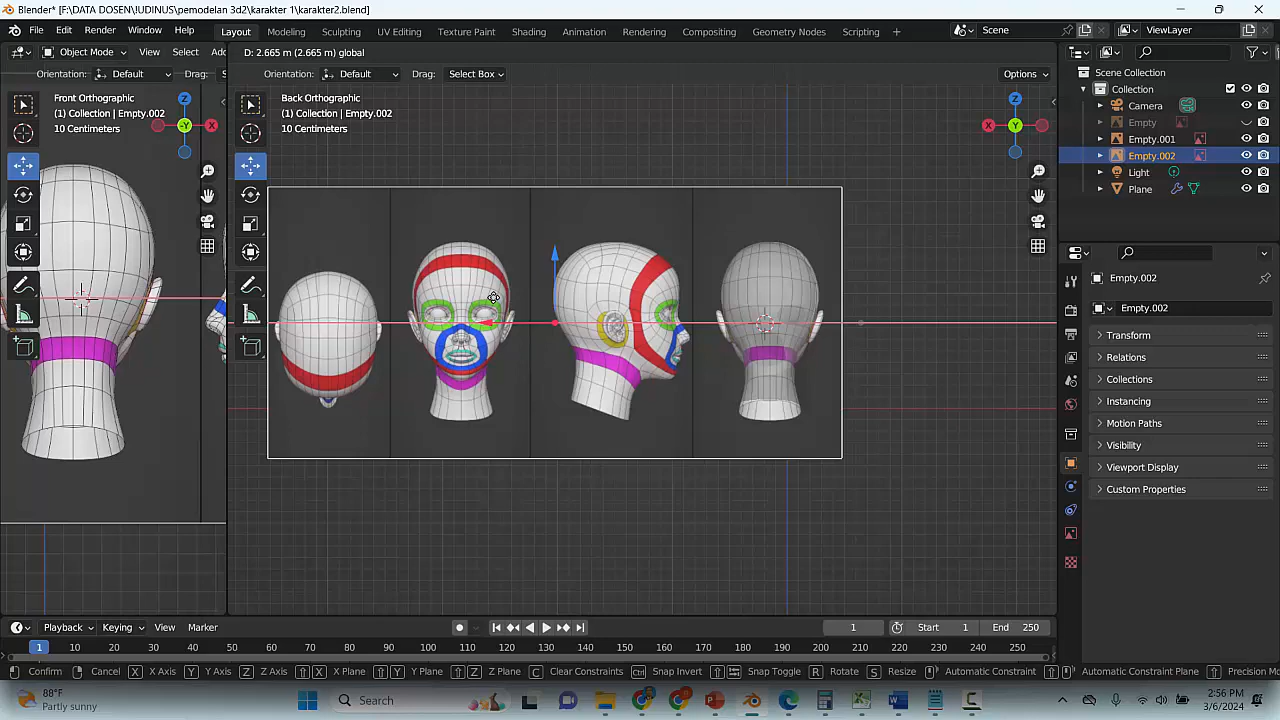 Blender* [F:\DATA DOSEN\!UDINUS\pemodelan 3d2\karakter 1\karakter2.blend]
File Edit Render Window Help Layout Modeling Sculpting UV Editing Texture Paint Shading Animation Rendering Compositing Geometry Nodes Scripting + Scene ViewLayer
Object Mode View Select Add D: 2.665 m (2.665 m) global
Orientation: Default Drag: Orientation: Default Drag: Select Box Options
Scene Collection
Collection
Camera
Empty
Empty.001
Empty.002
Light
Plane
Front Orthographic
(1) Collection | Empty.002
10 Centimeters
X
-Y
Z
Back Orthographic
(1) Collection | Empty.002
10 Centimeters
X
Y
Z
Empty.002
Empty.002
Transform
Relations
Collections
Instancing
Motion Paths
Visibility
Viewport Display
Custom Properties
Playback Keying View Marker 1 Start 1 End 250
1 10 20 30 40 50 60 70 80 90 100 110 120 130 140 150 160 170 180 190 200 210 220 230 240 250
Confirm Cancel X X Axis Y Y Axis Z Z Axis X X Plane Y Y Plane Z Z Plane C Clear Constraints Ctrl Snap Invert Snap Toggle R Rotate S Resize Automatic Constraint Automatic Constraint Plane Precision Mo
88°F
Partly sunny
Search
2:56 PM
3/6/2024